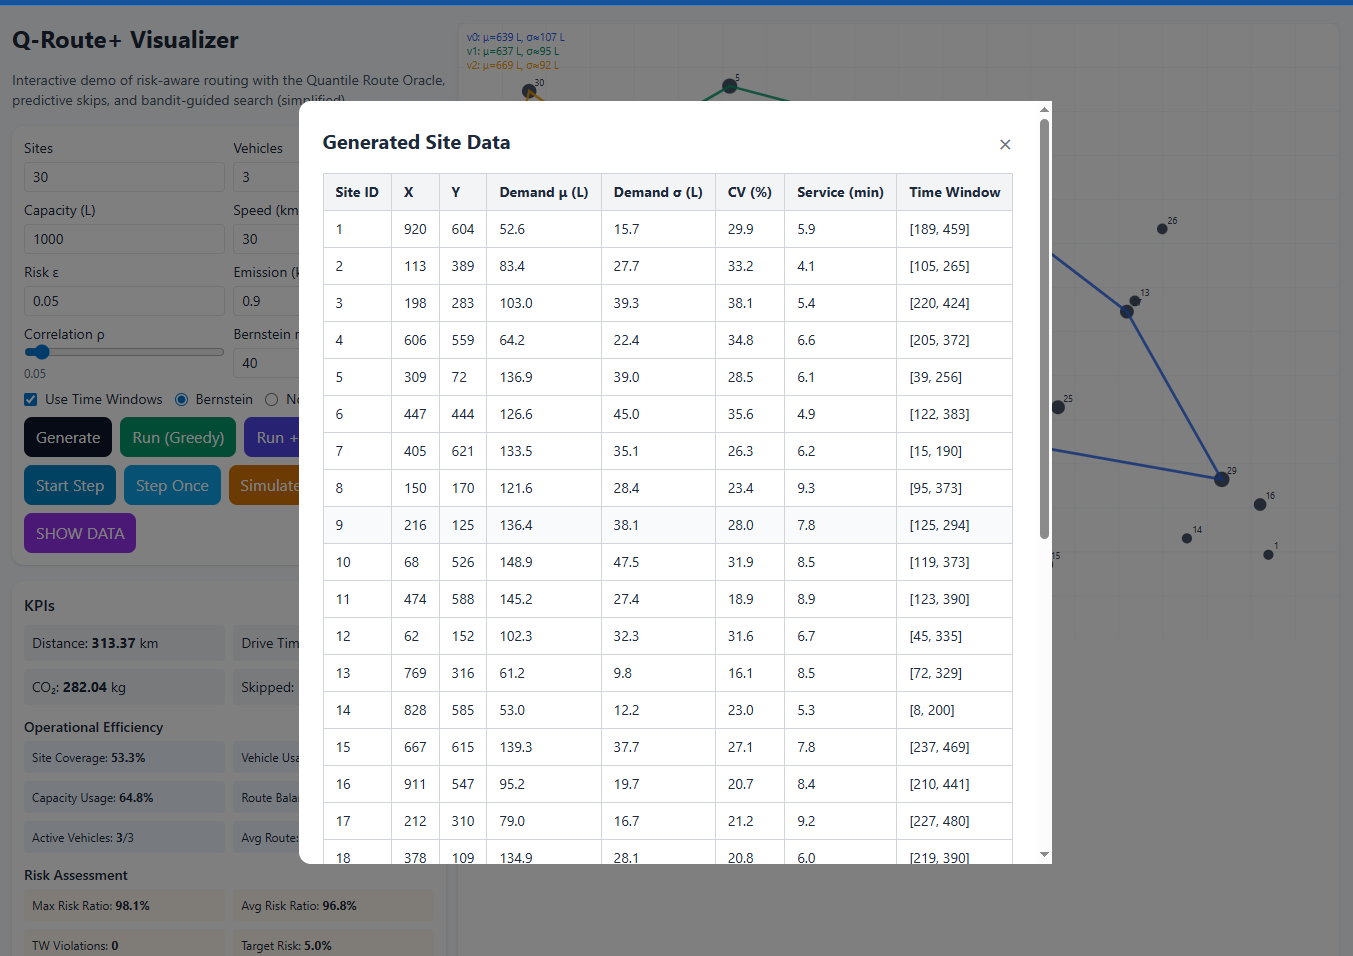 Q-Route+ Visualizer
Interactive demo of risk-aware routing with the Quantile Route Oracle,
predictive skips, and bandit-guided search (simplified)
Sites
Vehicles
30
3
Capacity (L)
Speed (km
1000
30
Risk ε
Emission (k
0.05
0.9
Correlation ρ
Bernstein
0.05
40
Use Time Windows
Bernstein
Generate
Run (Greedy)
Run +
Start Step
Step Once
Simulate
SHOW DATA
KPIs
Distance: 313.37 km
Drive Tim
CO₂: 282.04 kg
Skipped:
Operational Efficiency
Site Coverage: 53.3%
Vehicle Usa
Capacity Usage: 64.8%
Route Bala
Active Vehicles: 3/3
Avg Route:
Risk Assessment
Max Risk Ratio: 98.1%
Avg Risk Ratio: 96.8%
TW Violations: 0
Target Risk: 5.0%
v0: μ=639 L, σ≈107 L
v1: μ=637 L, σ≈95 L
v2: μ=669 L, σ≈92 L
30
5
26
13
25
29
16
14
1
15
Generated Site Data
×
Site ID X Y Demand μ (L) Demand σ (L) CV (%) Service (min) Time Window
1 920 604 52.6 15.7 29.9 5.9 [189, 459]
2 113 389 83.4 27.7 33.2 4.1 [105, 265]
3 198 283 103.0 39.3 38.1 5.4 [220, 424]
4 606 559 64.2 22.4 34.8 6.6 [205, 372]
5 309 72 136.9 39.0 28.5 6.1 [39, 256]
6 447 444 126.6 45.0 35.6 4.9 [122, 383]
7 405 621 133.5 35.1 26.3 6.2 [15, 190]
8 150 170 121.6 28.4 23.4 9.3 [95, 373]
9 216 125 136.4 38.1 28.0 7.8 [125, 294]
10 68 526 148.9 47.5 31.9 8.5 [119, 373]
11 474 588 145.2 27.4 18.9 8.9 [123, 390]
12 62 152 102.3 32.3 31.6 6.7 [45, 335]
13 769 316 61.2 9.8 16.1 8.5 [72, 329]
14 828 585 53.0 12.2 23.0 5.3 [8, 200]
15 667 615 139.3 37.7 27.1 7.8 [237, 469]
16 911 547 95.2 19.7 20.7 8.4 [210, 441]
17 212 310 79.0 16.7 21.2 9.2 [227, 480]
18 378 109 134.9 28.1 20.8 6.0 [219, 390]